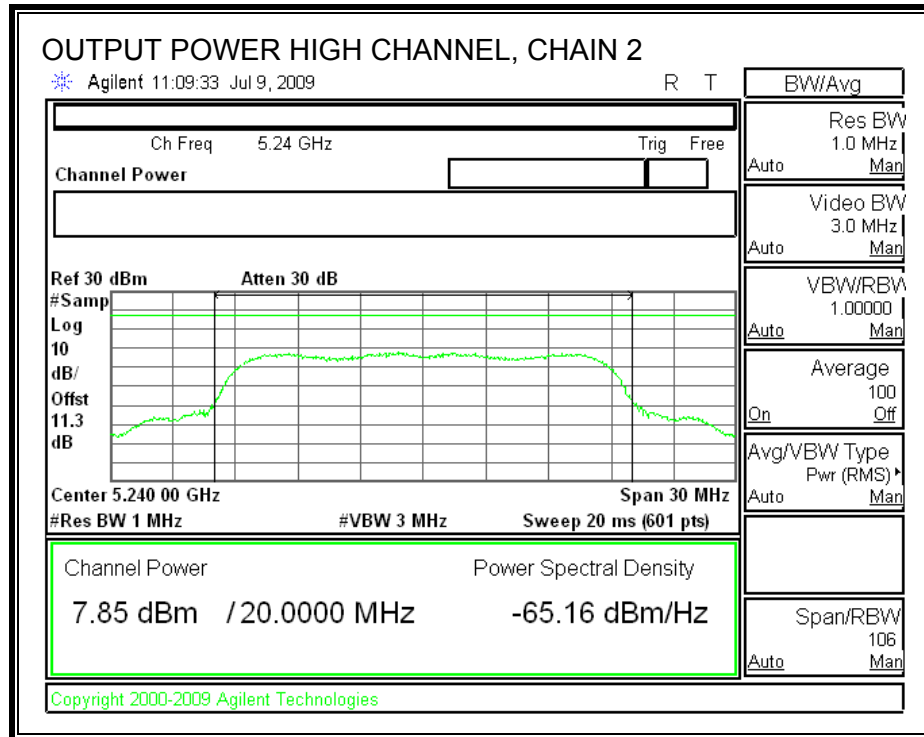 OUTPUT POWER HIGH CHANNEL, CHAIN 2
Agilent 11:09:33 Jul 9, 2009 R T
Ch Freq 5.24 GHz Trig Free
Channel Power
Ref 30 dBm Atten 30 dB
#Samp
Log
10
dB/
Offst
11.3
dB
Center 5.240 00 GHz Span 30 MHz
#Res BW 1 MHz #VBW 3 MHz Sweep 20 ms (601 pts)
Channel Power Power Spectral Density
7.85 dBm / 20.0000 MHz -65.16 dBm/Hz
Copyright 2000-2009 Agilent Technologies
BW/Avg
Res BW
1.0 MHz
Auto Man
Video BW
3.0 MHz
Auto Man
VBW/RBW
1.00000
Auto Man
Average
100
On Off
Avg/VBW Type
Pwr (RMS)
Auto Man
Span/RBW
106
Auto Man